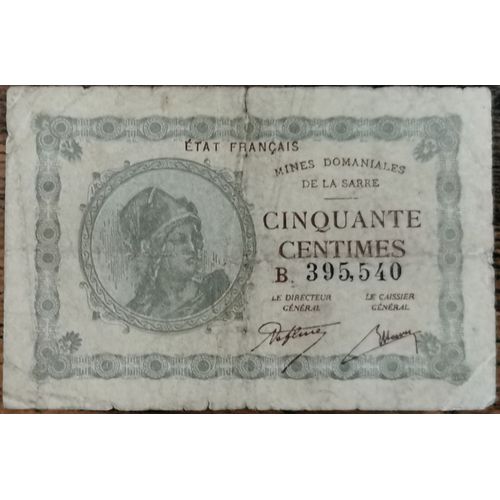 ÉTAT FRANÇAIS
MINES DOMANIALES
DE LA SARRE
CINQUANTE
CENTIMES
B. 395,540
LE DIRECTEUR
GÉNÉRAL
LE CAISSIER
GÉNÉRAL